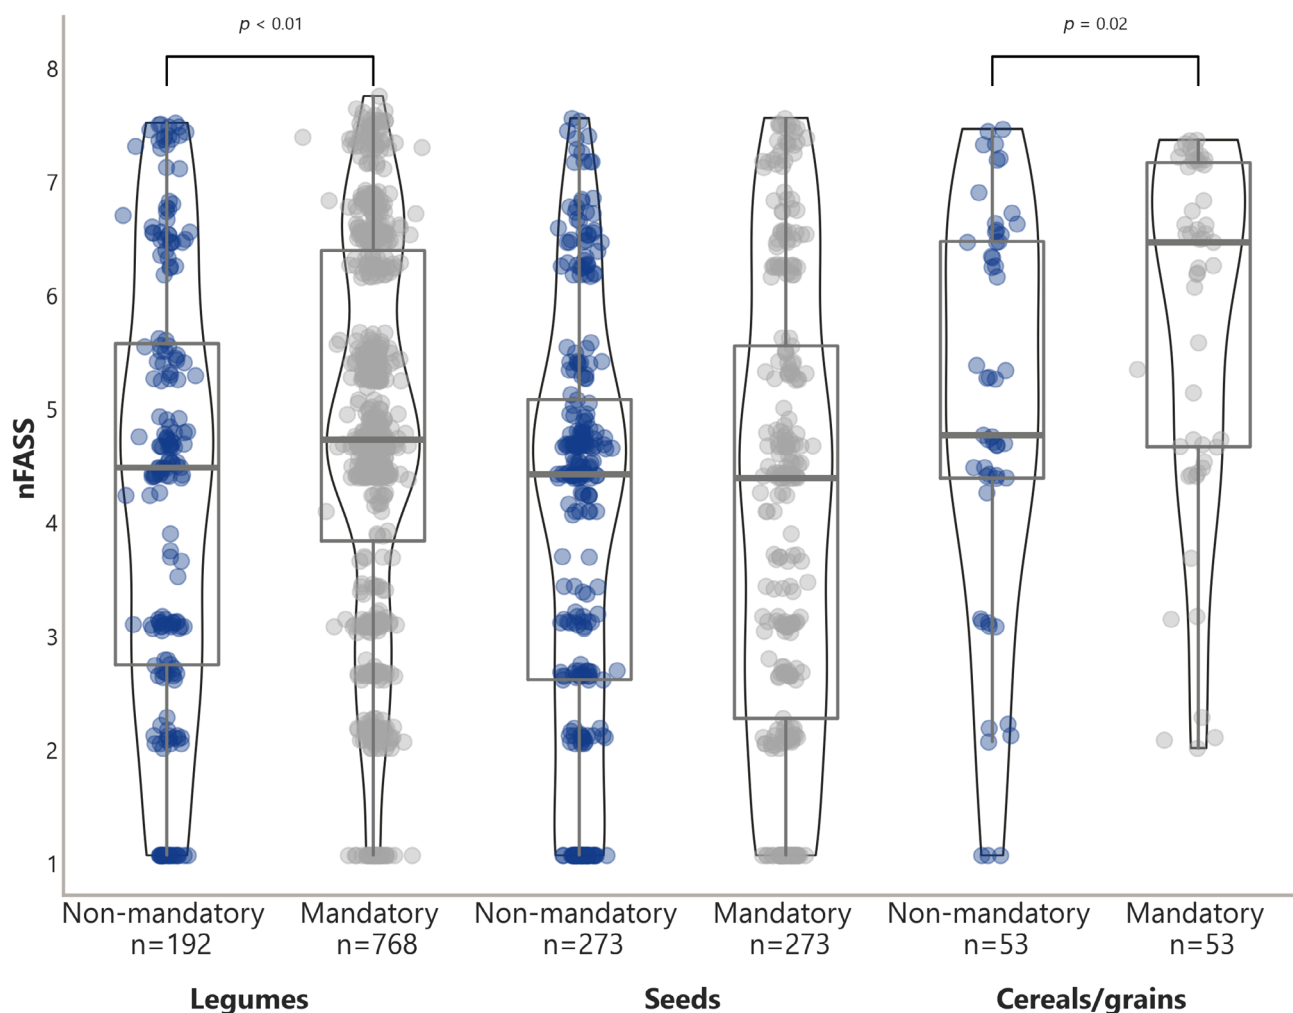 p < 0.01
p = 0.02
8
7
6
5
4
3
2
1
nFASS
Non-mandatory Mandatory Non-mandatory Mandatory Non-mandatory Mandatory
n=192 n=768 n=273 n=273 n=53 n=53
Legumes Seeds Cereals/grains